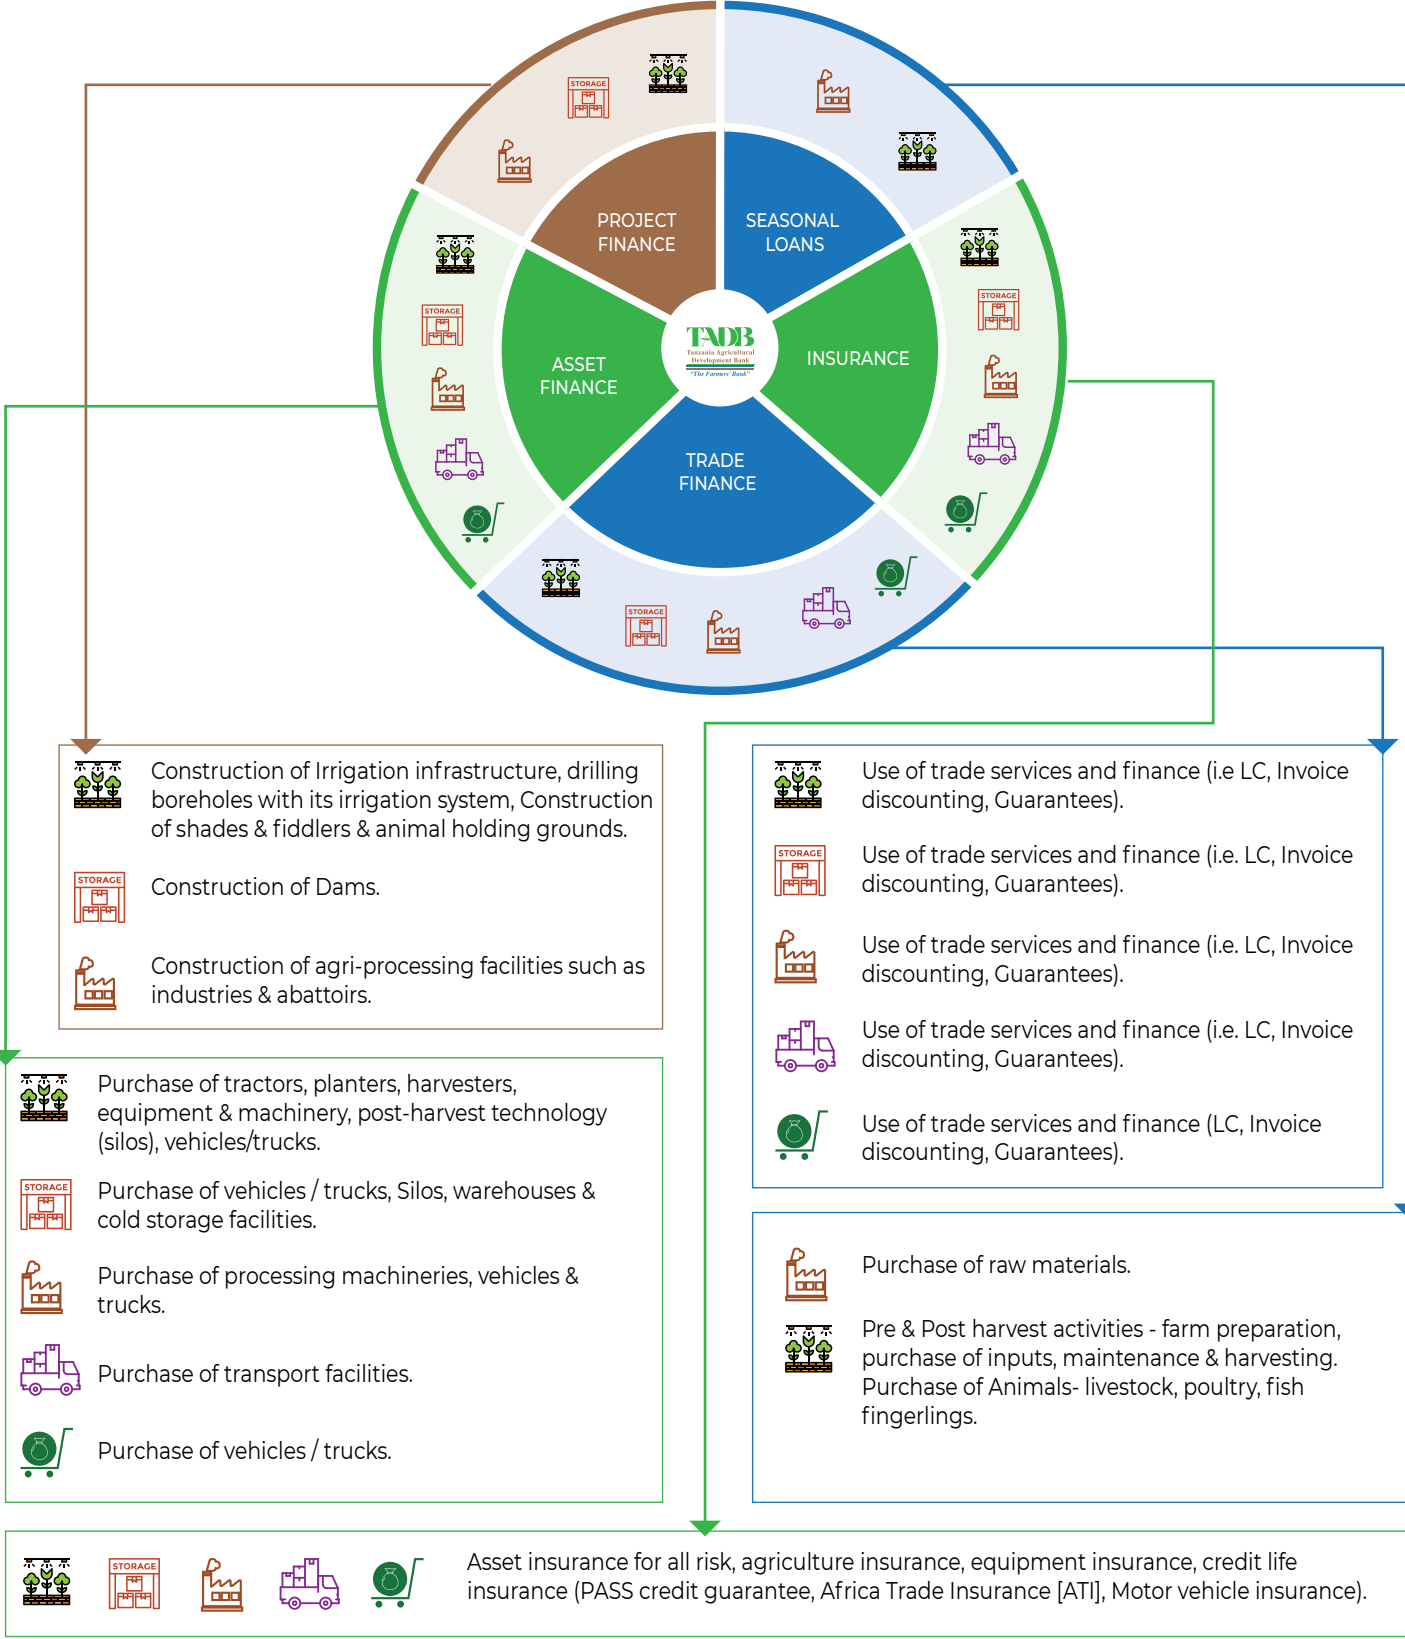 STORAGE
PROJECT
FINANCE
SEASONAL
LOANS
STORAGE
STORAGE
ASSET
FINANCE
TADB
Tanzania Agricultural
Development Bank
"The Farmers' Bank"
INSURANCE
TRADE
FINANCE
STORAGE
Construction of Irrigation infrastructure, drilling
boreholes with its irrigation system, Construction
of shades & fiddlers & animal holding grounds.
STORAGE
Construction of Dams.
Construction of agri-processing facilities such as
industries & abattoirs.
Purchase of tractors, planters, harvesters,
equipment & machinery, post-harvest technology
(silos), vehicles/trucks.
STORAGE
Purchase of vehicles / trucks, Silos, warehouses &
cold storage facilities.
Purchase of processing machineries, vehicles &
trucks.
Purchase of transport facilities.
Purchase of vehicles / trucks.
Use of trade services and finance (i.e LC, Invoice
discounting, Guarantees).
STORAGE
Use of trade services and finance (i.e. LC, Invoice
discounting, Guarantees).
Use of trade services and finance (i.e. LC, Invoice
discounting, Guarantees).
Use of trade services and finance (i.e. LC, Invoice
discounting, Guarantees).
Use of trade services and finance (LC, Invoice
discounting, Guarantees).
Purchase of raw materials.
Pre & Post harvest activities - farm preparation,
purchase of inputs, maintenance & harvesting.
Purchase of Animals- livestock, poultry, fish
fingerlings.
STORAGE
Asset insurance for all risk, agriculture insurance, equipment insurance, credit life
insurance (PASS credit guarantee, Africa Trade Insurance [ATI], Motor vehicle insurance).